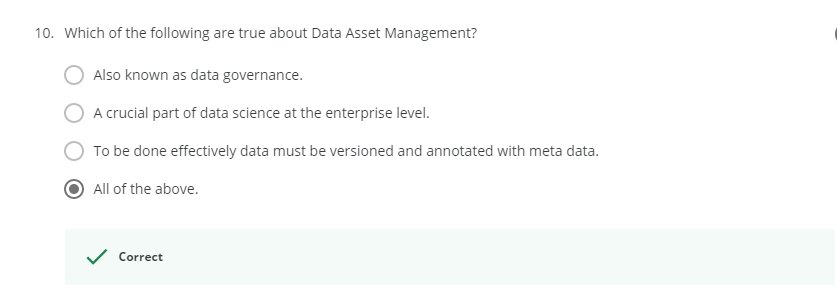 10. Which of the following are true about Data Asset Management?
Also known as data governance.
A crucial part of data science at the enterprise level.
To be done effectively data must be versioned and annotated with meta data.
All of the above.
Correct